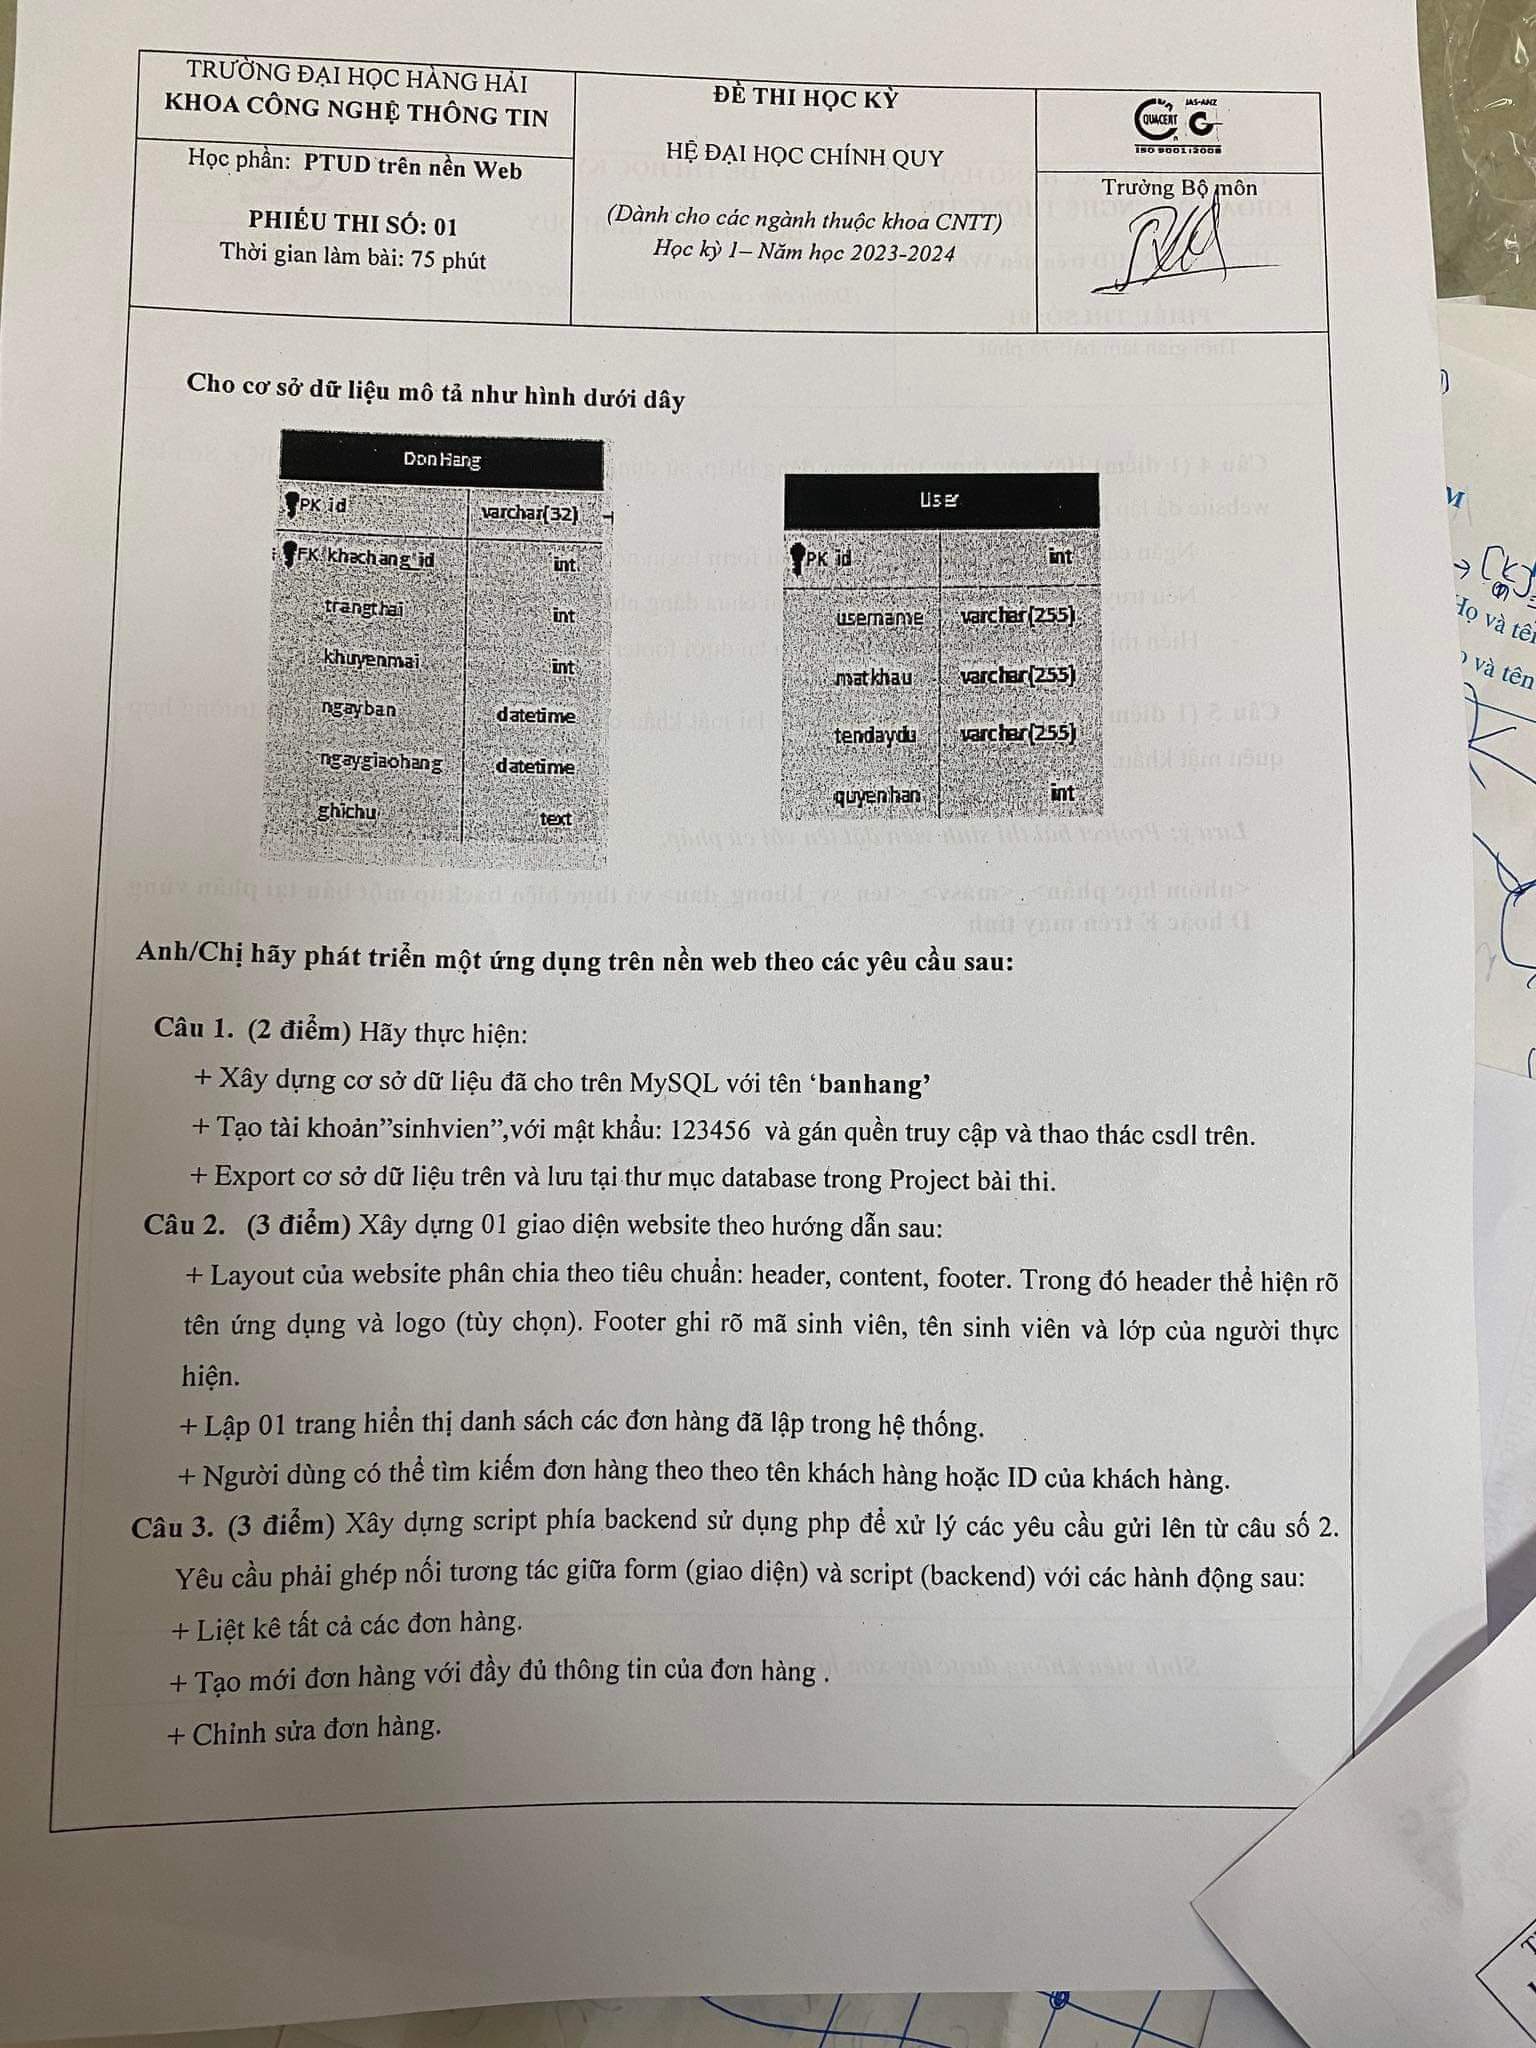 TRƯỜNG ĐẠI HỌC HÀNG HẢI
KHOA CÔNG NGHỆ THÔNG TIN
Học phần: PTUD trên nền Web
PHIẾU THI SỐ: 01
Thời gian làm bài: 75 phút
ĐỀ THI HỌC KỲ
HỆ ĐẠI HỌC CHÍNH QUY
(Dành cho các ngành thuộc khoa CNTT)
Học kỳ 1– Năm học 2023-2024
JAS-ANZ
QUACERT
ISO 9001:2008
Trưởng Bộ môn
Cho cơ sở dữ liệu mô tả như hình dưới dây
DonHang
PK id varchar(32)
FK khachang_id int
trangthai int
khuyenmai int
ngayban datetime
ngaygiaohang datetime
ghichu text
User
PK id int
username varchar(255)
matkhau varchar(255)
tendaydu varchar(255)
quyenhan int
Anh/Chị hãy phát triển một ứng dụng trên nền web theo các yêu cầu sau:
Câu 1. (2 điểm) Hãy thực hiện:
+ Xây dựng cơ sở dữ liệu đã cho trên MySQL với tên ‘banhang’
+ Tạo tài khoản”sinhvien”,với mật khẩu: 123456 và gán quền truy cập và thao thác csdl trên.
+ Export cơ sở dữ liệu trên và lưu tại thư mục database trong Project bài thi.
Câu 2. (3 điểm) Xây dựng 01 giao diện website theo hướng dẫn sau:
+ Layout của website phân chia theo tiêu chuẩn: header, content, footer. Trong đó header thể hiện rõ
tên ứng dụng và logo (tùy chọn). Footer ghi rõ mã sinh viên, tên sinh viên và lớp của người thực
hiện.
+ Lập 01 trang hiển thị danh sách các đơn hàng đã lập trong hệ thống.
+ Người dùng có thể tìm kiếm đơn hàng theo theo tên khách hàng hoặc ID của khách hàng.
Câu 3. (3 điểm) Xây dựng script phía backend sử dụng php để xử lý các yêu cầu gửi lên từ câu số 2.
Yêu cầu phải ghép nối tương tác giữa form (giao diện) và script (backend) với các hành động sau:
+ Liệt kê tất cả các đơn hàng.
+ Tạo mới đơn hàng với đầy đủ thông tin của đơn hàng .
+ Chỉnh sửa đơn hàng.